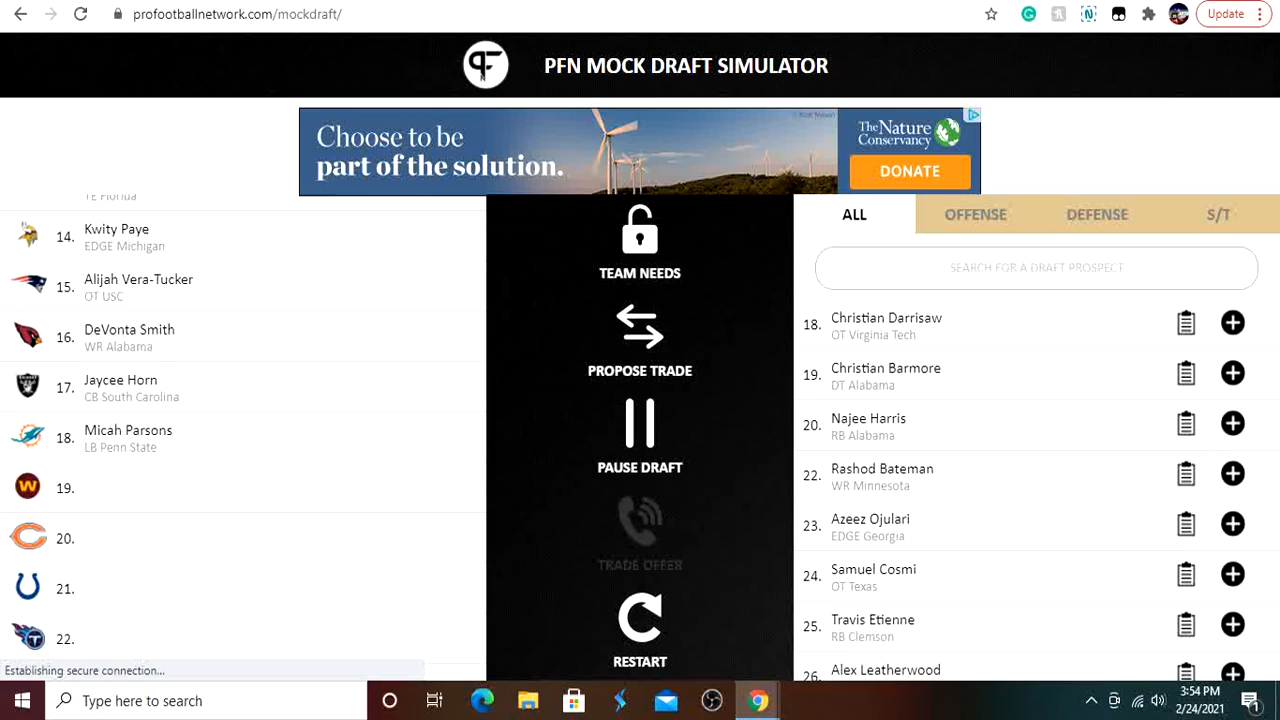 profootballnetwork.com/mockdraft/
Update
PFN MOCK DRAFT SIMULATOR
Choose to be
part of the solution.
The Nature
Conservancy
DONATE
TE Florida
14. Kwity Paye
EDGE Michigan
15. Alijah Vera-Tucker
OT USC
16. DeVonta Smith
WR Alabama
17. Jaycee Horn
CB South Carolina
18. Micah Parsons
LB Penn State
19.
20.
21.
22.
Establishing secure connection...
TEAM NEEDS
PROPOSE TRADE
PAUSE DRAFT
TRADE OFFER
RESTART
ALL OFFENSE DEFENSE S/T
SEARCH FOR A DRAFT PROSPECT
18. Christian Darrisaw
OT Virginia Tech
19. Christian Barmore
DT Alabama
20. Najee Harris
RB Alabama
22. Rashod Bateman
WR Minnesota
23. Azeez Ojulari
EDGE Georgia
24. Samuel Cosmi
OT Texas
25. Travis Etienne
RB Clemson
26. Alex Leatherwood
Type here to search
3:54 PM
2/24/2021
1